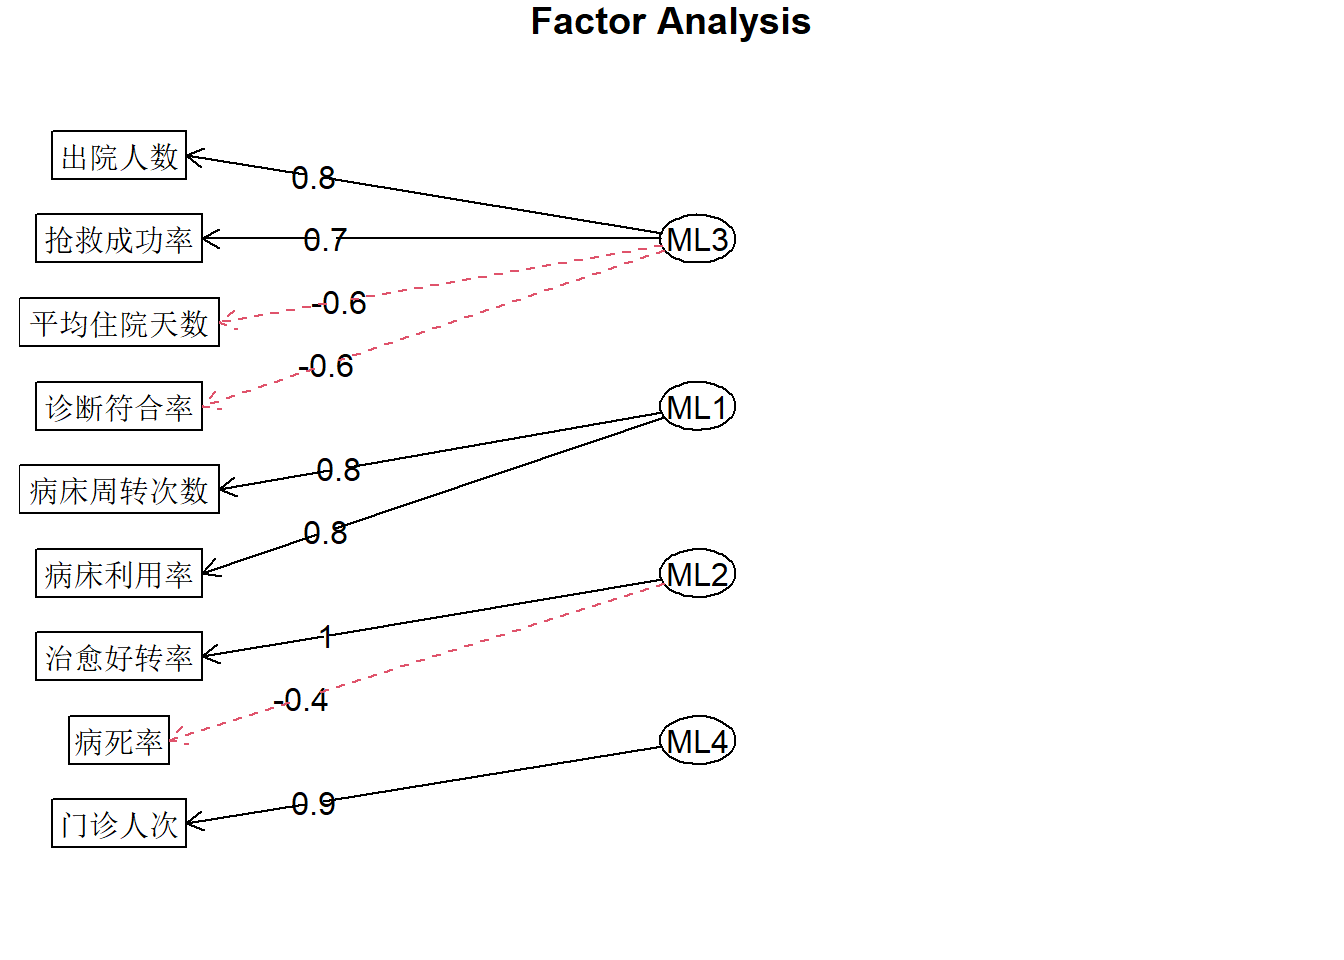 Factor Analysis
出院人数
0.8
抢救成功率
0.7
ML3
平均住院天数
-0.6
诊断符合率
-0.6
ML1
病床周转次数
0.8
病床利用率
0.8
ML2
治愈好转率
1
病死率
-0.4
ML4
门诊人次
0.9